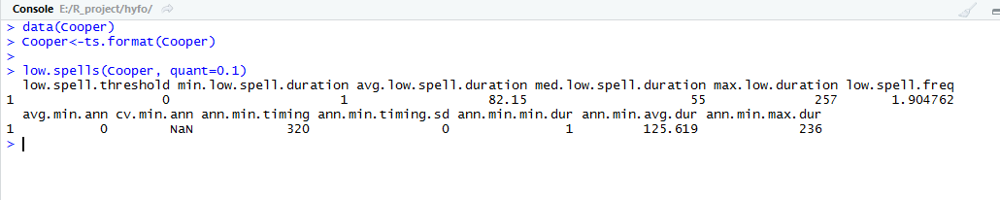 Console E:/R_project/hyfo/
> data(Cooper)
> Cooper<-ts.format(Cooper)
>
> low.spells(Cooper, quant=0.1)
low.spell.threshold min.low.spell.duration avg.low.spell.duration med.low.spell.duration max.low.duration low.spell.freq
1 0 1 82.15 55 257 1.904762
avg.min.ann cv.min.ann ann.min.timing ann.min.timing.sd ann.min.min.dur ann.min.avg.dur ann.min.max.dur
1 0 NaN 320 0 1 125.619 236
>